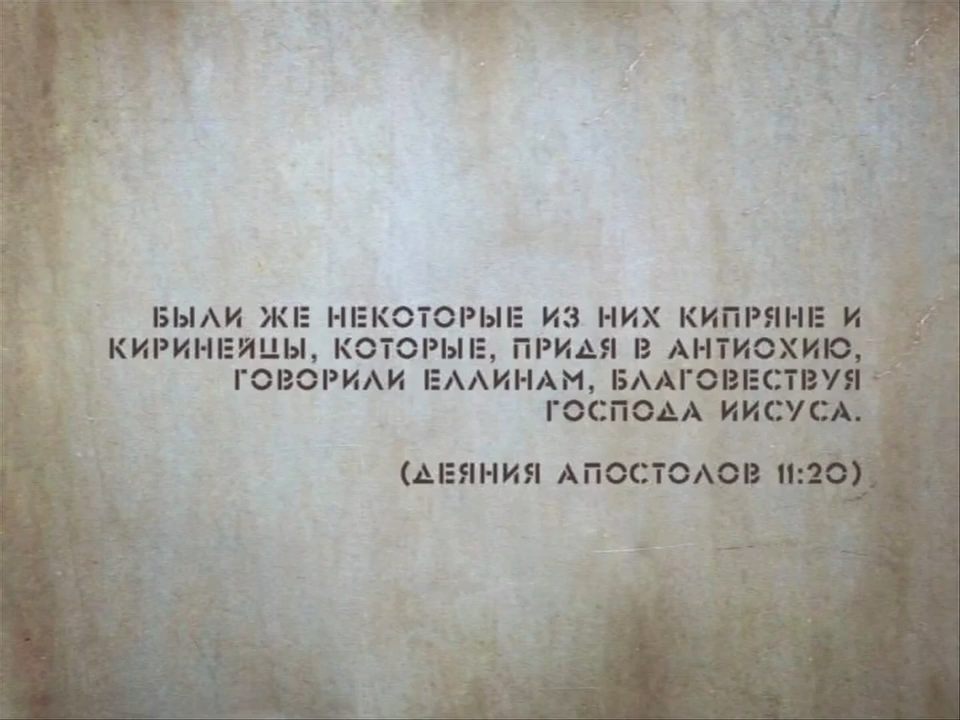 БЫЛИ ЖЕ НЕКОТОРЫЕ ИЗ НИХ КИПРЯНЕ И
КИРИНЕЙЦЫ, КОТОРЫЕ, ПРИДЯ В АНТИОХИЮ,
ГОВОРИЛИ ЕЛЛИНАМ, БЛАГОВЕСТВУЯ
ГОСПОДА ИИСУСА.
(ДЕЯНИЯ АПОСТОЛОВ 11:20)